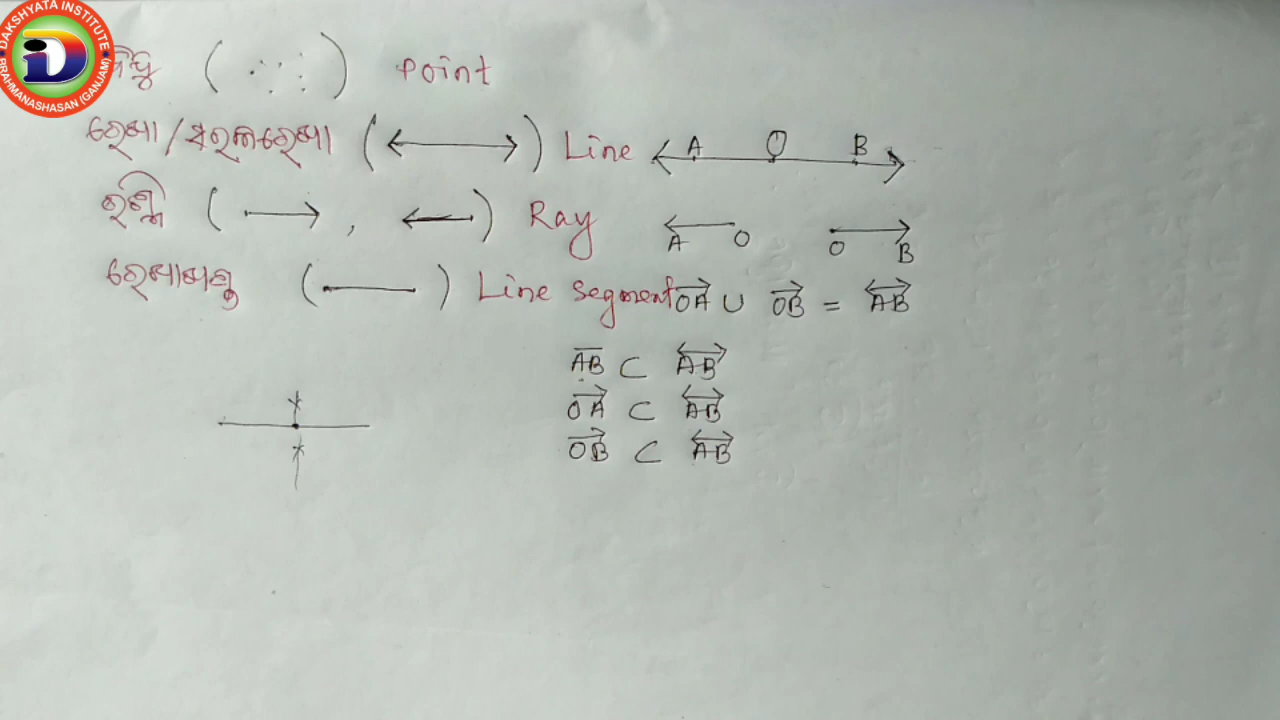 DAKSHYATA INSTITUTE
BRAHMANASHASAN (GANJAM)
iD
ବିନ୍ଦୁ ( ) Point
ରେଖା / ସରଳରେଖା ( ↔ ) Line A O B
ରଶ୍ମି ( → , ← ) Ray A O O B
ରେଖାଖଣ୍ଡ ( — ) Line segment
OA→ ∪ OB→ = AB↔
A̅B̅ ⊂ AB↔
OA→ ⊂ AB↔
OB→ ⊂ AB↔